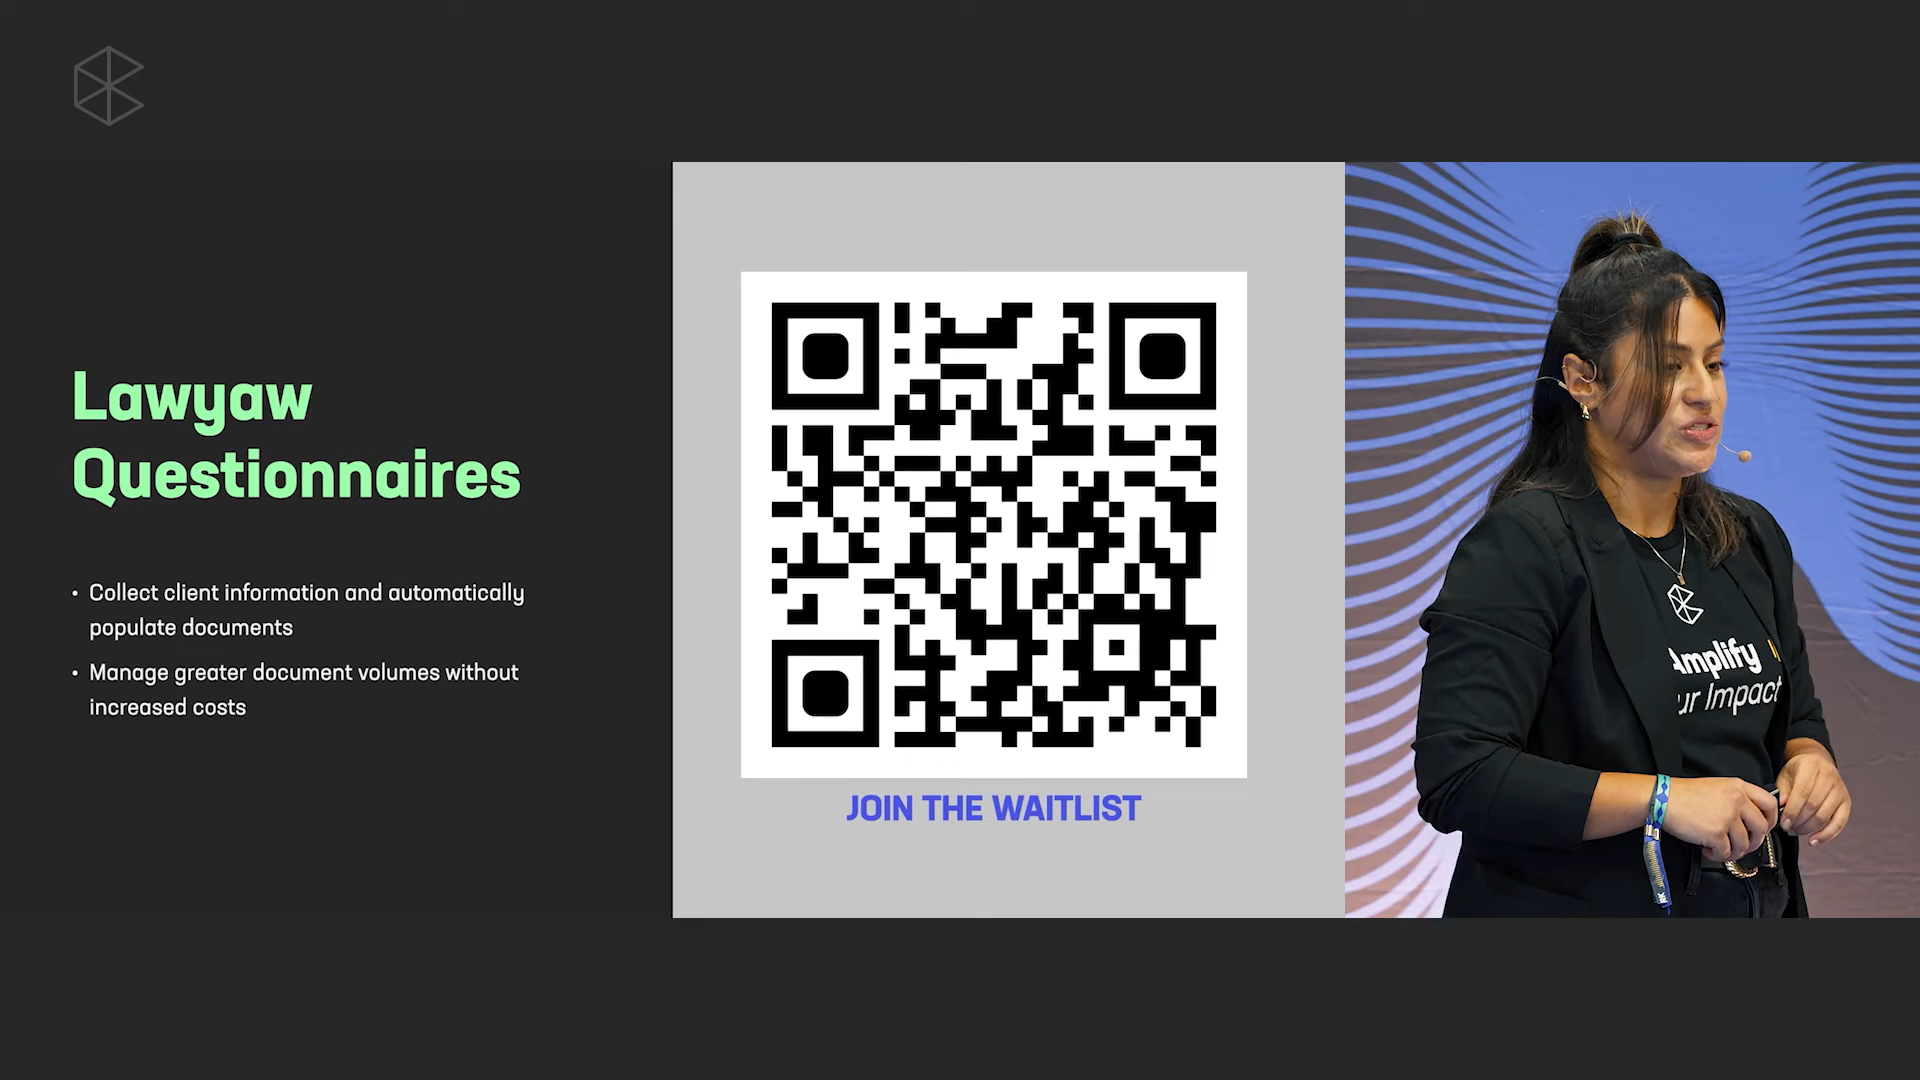 Lawyaw
Questionnaires
• Collect client information and automatically
populate documents
• Manage greater document volumes without
increased costs
JOIN THE WAITLIST
Amplify
ur Impact